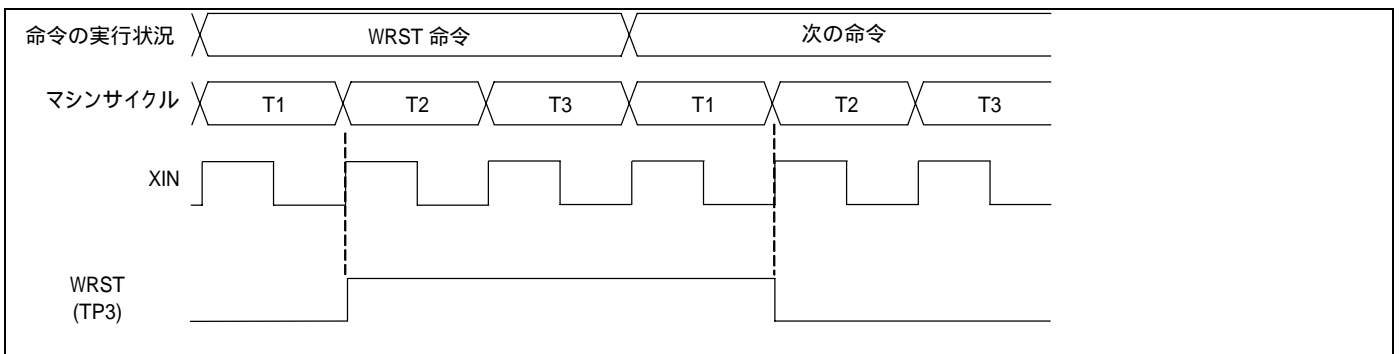 命令の実行状況 WRST 命令 次の命令
マシンサイクル T1 T2 T3 T1 T2 T3
XIN
WRST
(TP3)